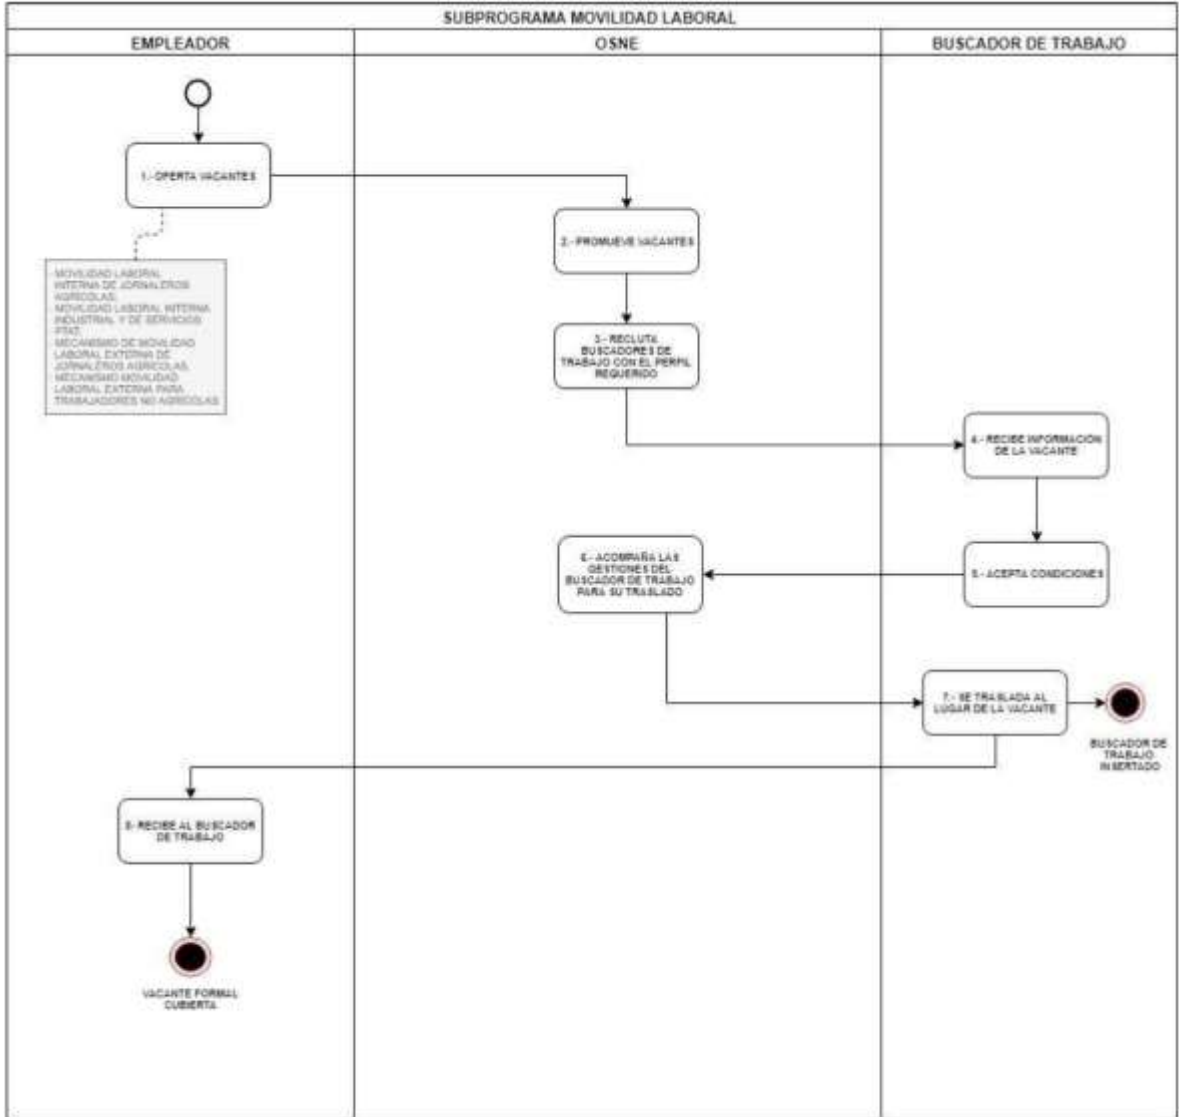 SUBPROGRAMA MOVILIDAD LABORAL
EMPLEADOR
OSNE
BUSCADOR DE TRABAJO
1.- OFERTA VACANTES
- MOVILIDAD LABORAL
INTERNA DE JORNALEROS
AGRÍCOLAS.
- MOVILIDAD LABORAL INTERNA
INDUSTRIAL Y DE SERVICIOS
PTAT.
- MECANISMO DE MOVILIDAD
LABORAL EXTERNA DE
JORNALEROS AGRÍCOLAS.
- MECANISMO MOVILIDAD
LABORAL EXTERNA PARA
TRABAJADORES NO AGRÍCOLAS
2.- PROMUEVE VACANTES
3.- RECLUTA
BUSCADORES DE
TRABAJO CON EL PERFIL
REQUERIDO
4.- RECIBE INFORMACIÓN
DE LA VACANTE
5.- ACEPTA CONDICIONES
6.- ACOMPAÑA LAS
GESTIONES DEL
BUSCADOR DE TRABAJO
PARA SU TRASLADO
7.- SE TRASLADA AL
LUGAR DE LA VACANTE
BUSCADOR DE
TRABAJO
INSERTADO
8- RECIBE AL BUSCADOR
DE TRABAJO
VACANTE FORMAL
CUBIERTA